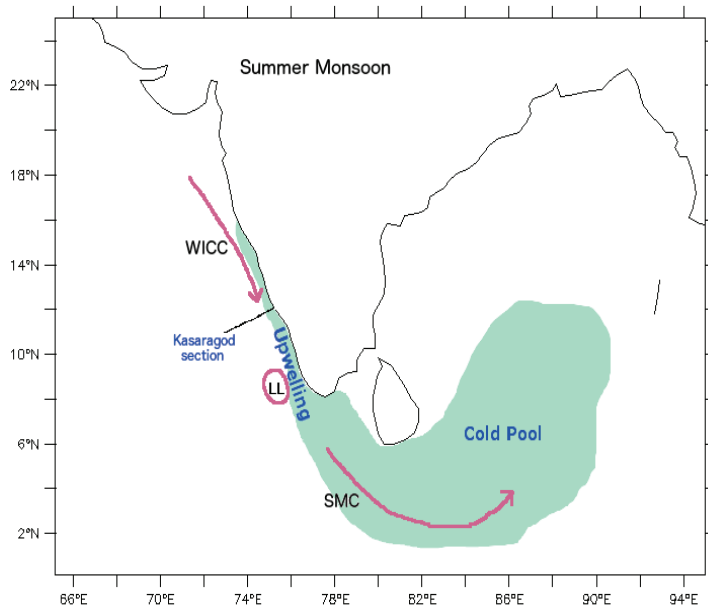 Summer Monsoon
22°N
18°N
WICC
14°N
Kasaragod
section
Upwelling
10°N
LL
Cold Pool
6°N
SMC
2°N
66°E 70°E 74°E 78°E 82°E 86°E 90°E 94°E